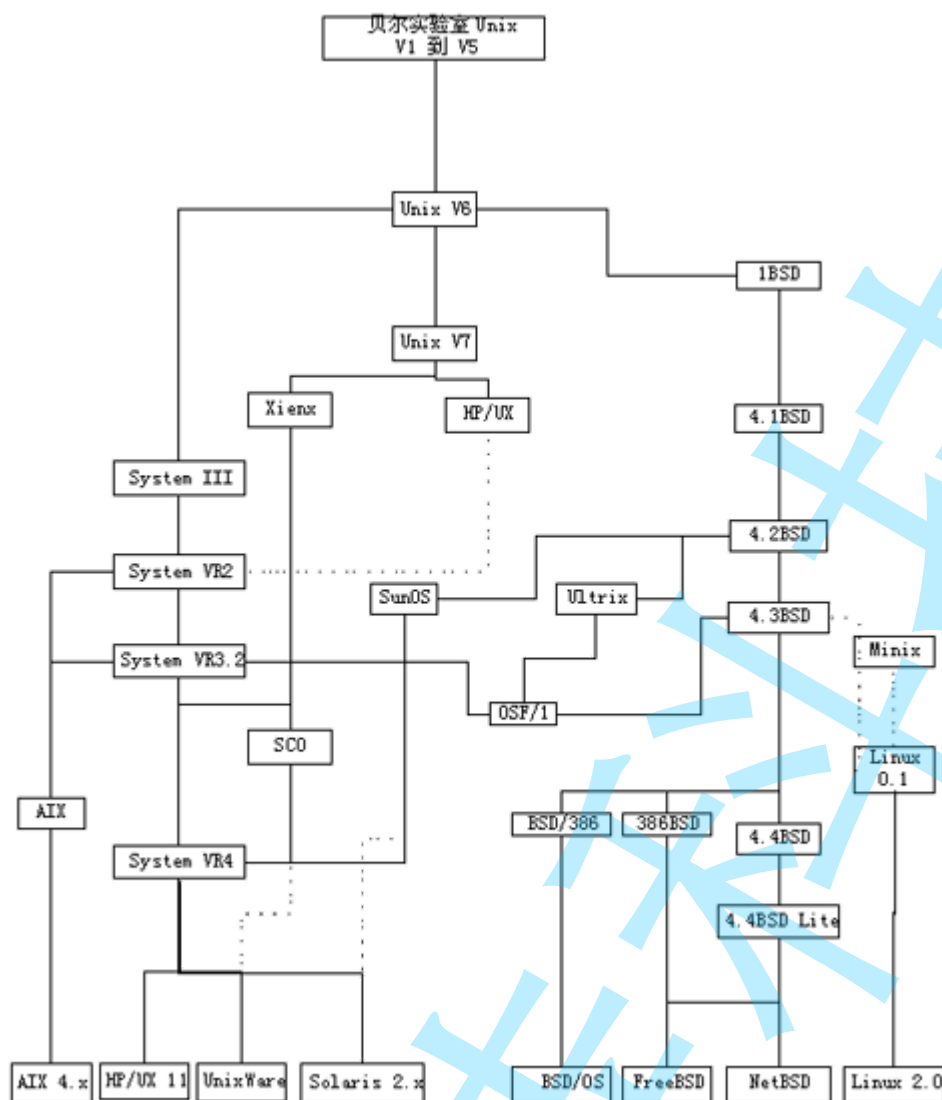 贝尔实验室 Unix
V1 到 V5
Unix V6
1BSD
Unix V7
Xienx
HP/UX
4.1BSD
System III
4.2BSD
System VR2
SunOS
Ultrix
4.3BSD
Minix
System VR3.2
OSF/1
SCO
Linux
0.1
AIX
BSD/386
386BSD
4.4BSD
System VR4
4.4BSD Lite
AIX 4.x
HP/UX 11
UnixWare
Solaris 2.x
BSD/OS
FreeBSD
NetBSD
Linux 2.0